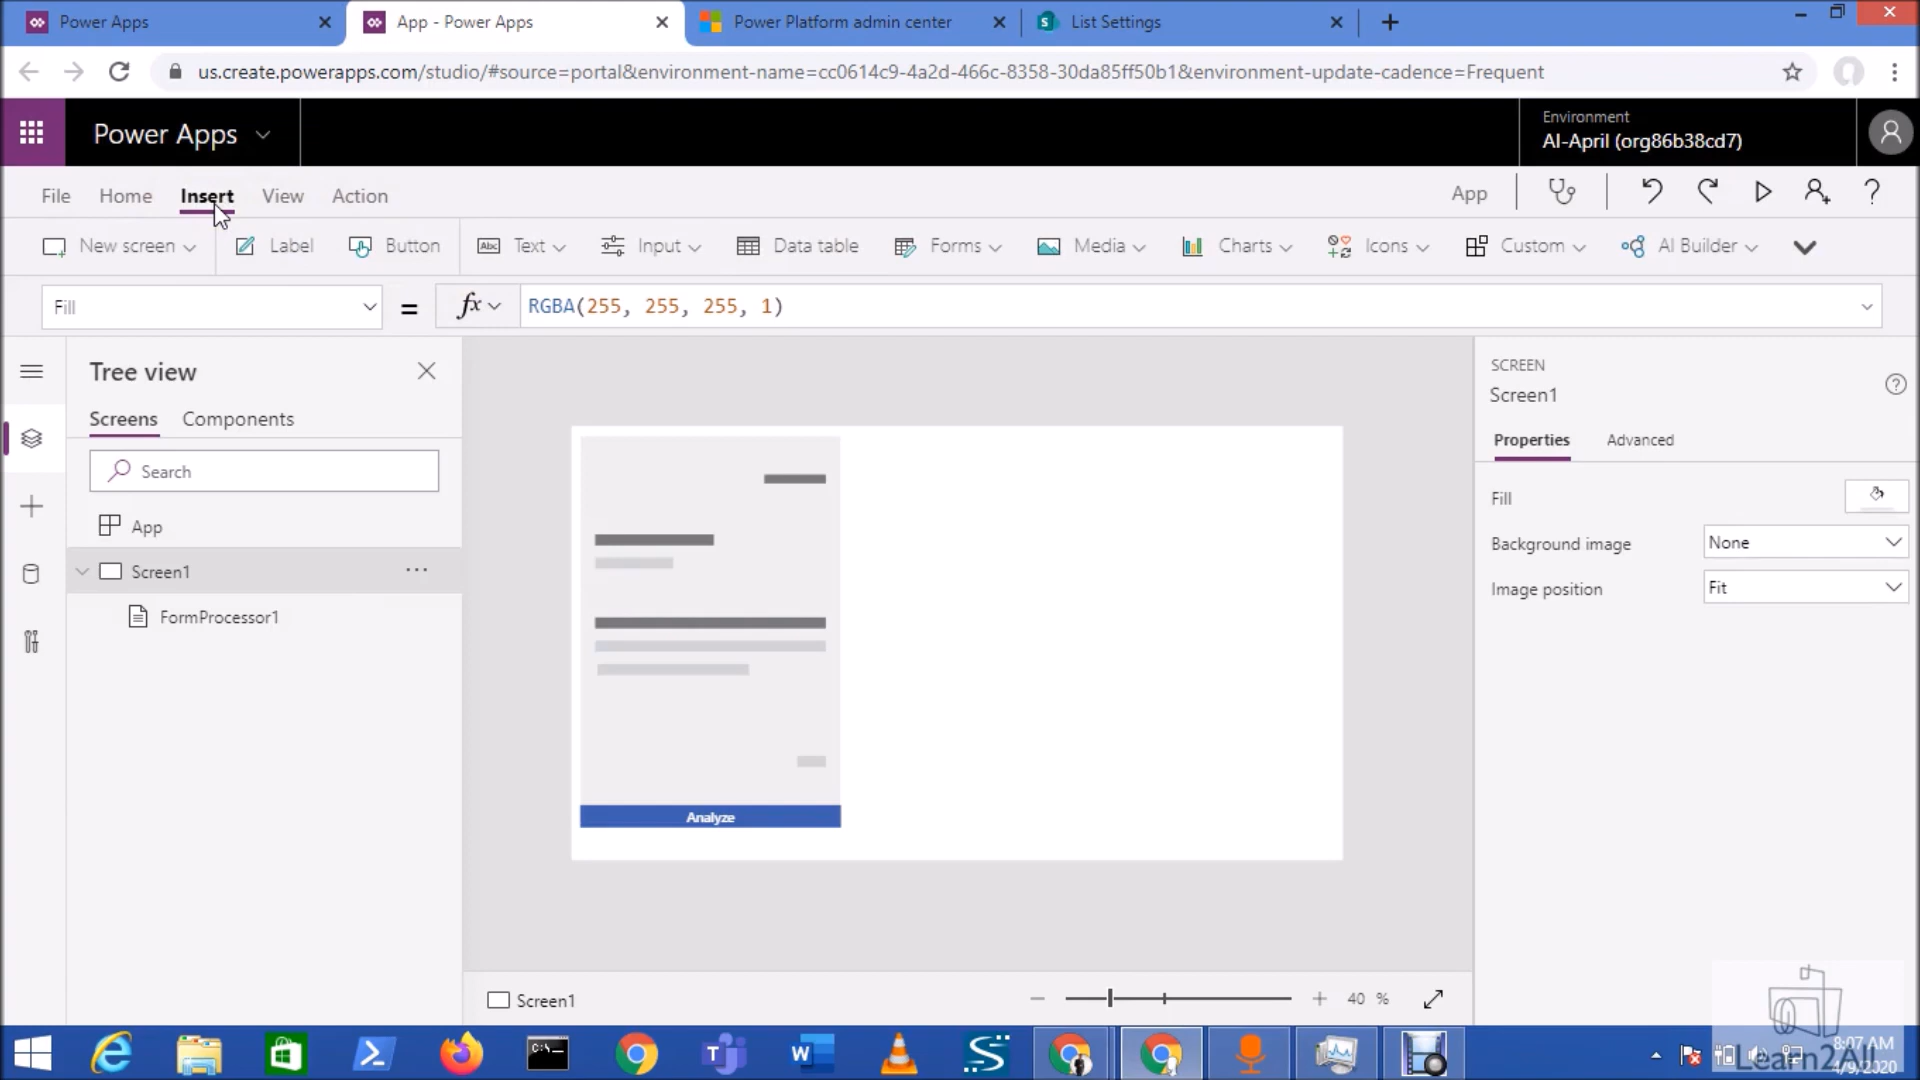 Power Apps
App - Power Apps
Power Platform admin center
List Settings
us.create.powerapps.com/studio/#source=portal&environment-name=cc0614c9-4a2d-466c-8358-30da85ff50b1&environment-update-cadence=Frequent
Power Apps
Environment
AI-April (org86b38cd7)
File Home Insert View Action
App
New screen Label Button Text Input Data table Forms Media Charts Icons Custom AI Builder
Fill = fx RGBA(255, 255, 255, 1)
Tree view
Screens Components
Search
App
Screen1
FormProcessor1
Analyze
SCREEN
Screen1
Properties Advanced
Fill
Background image None
Image position Fit
Screen1
40 %
8:07 AM
4/9/2020
Learn2All